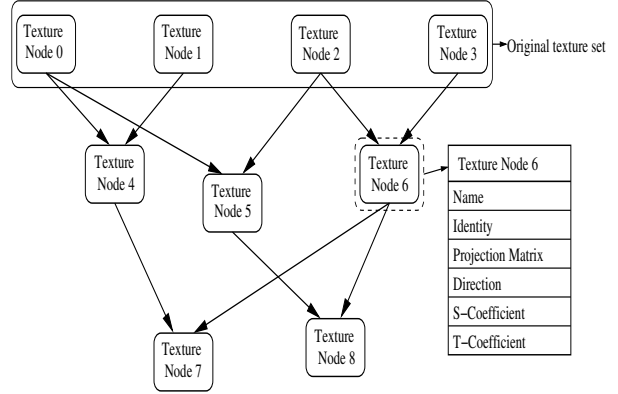 Texture
Node 0
Texture
Node 1
Texture
Node 2
Texture
Node 3
Original texture set
Texture
Node 4
Texture
Node 5
Texture
Node 6
Texture Node 6
Name
Identity
Projection Matrix
Direction
S-Coefficient
T-Coefficient
Texture
Node 7
Texture
Node 8